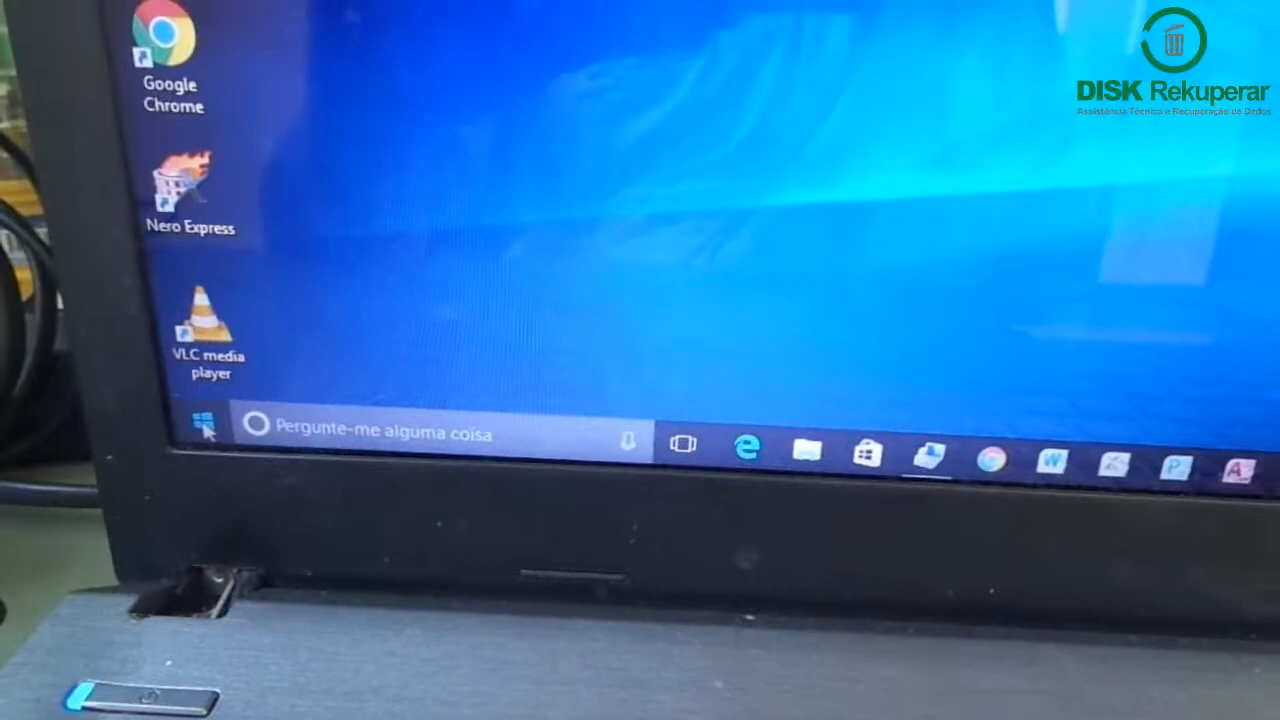 DISK Rekuperar
Assistência Técnica e Recuperação de Dados
Google
Chrome
Nero Express
VLC media
player
Pergunte-me alguma coisa
W
P
A